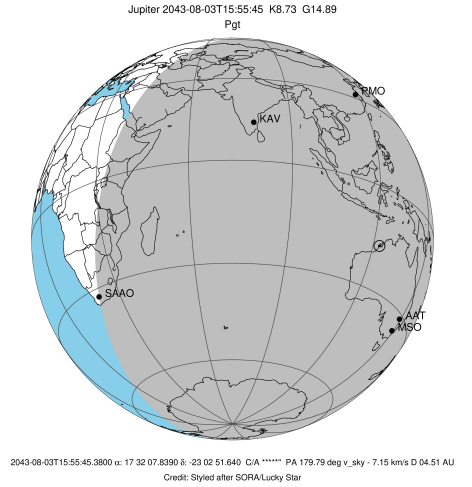 Jupiter 2043-08-03T15:55:45 K8.73 G14.89
Pgt
PMO
KAV
SAAO
AAT
MSO
2043-08-03T15:55:45.3800 α: 17 32 07.8390 δ: -23 02 51.640 C/A *****" PA 179.79 deg v_sky - 7.15 km/s D 04.51 AU
Credit: Styled after SORA/Lucky Star